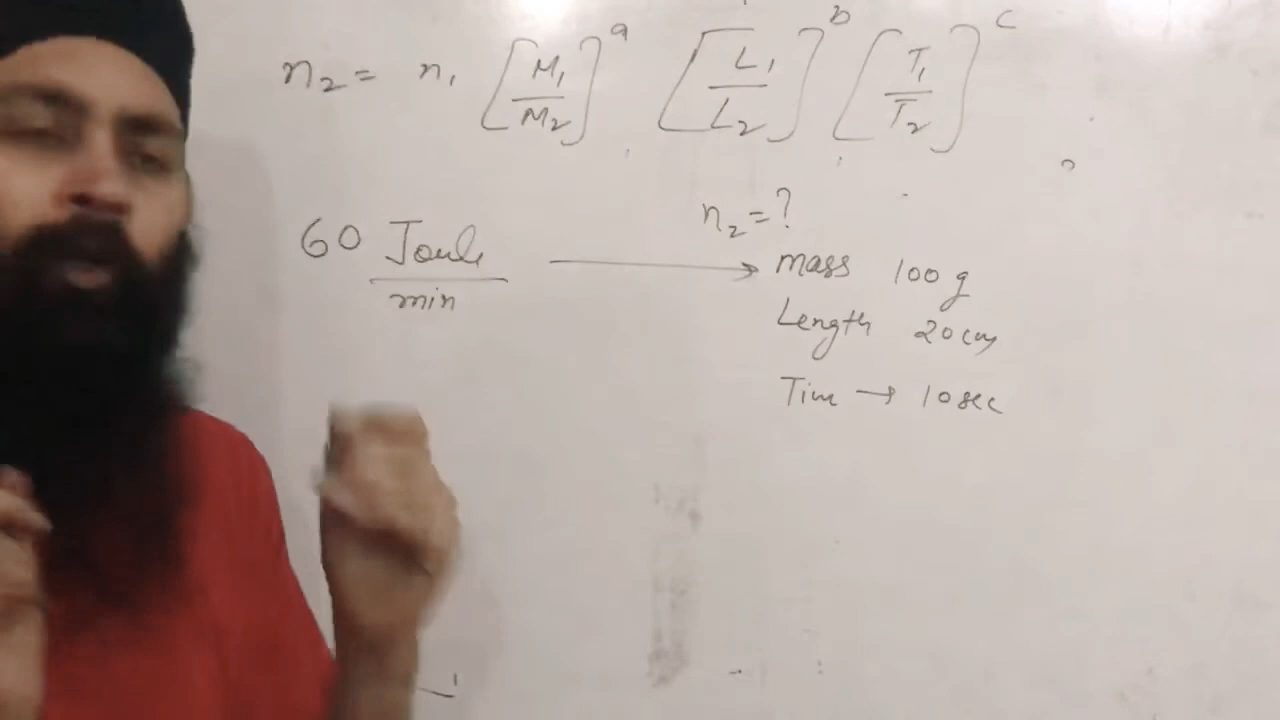 n₂ = n₁ [M₁/M₂]ᵃ [L₁/L₂]ᵇ [T₁/T₂]ᶜ
n₂ = ?
60 Joule/min → mass 100 g
Length 20 cm
Time → 10 sec